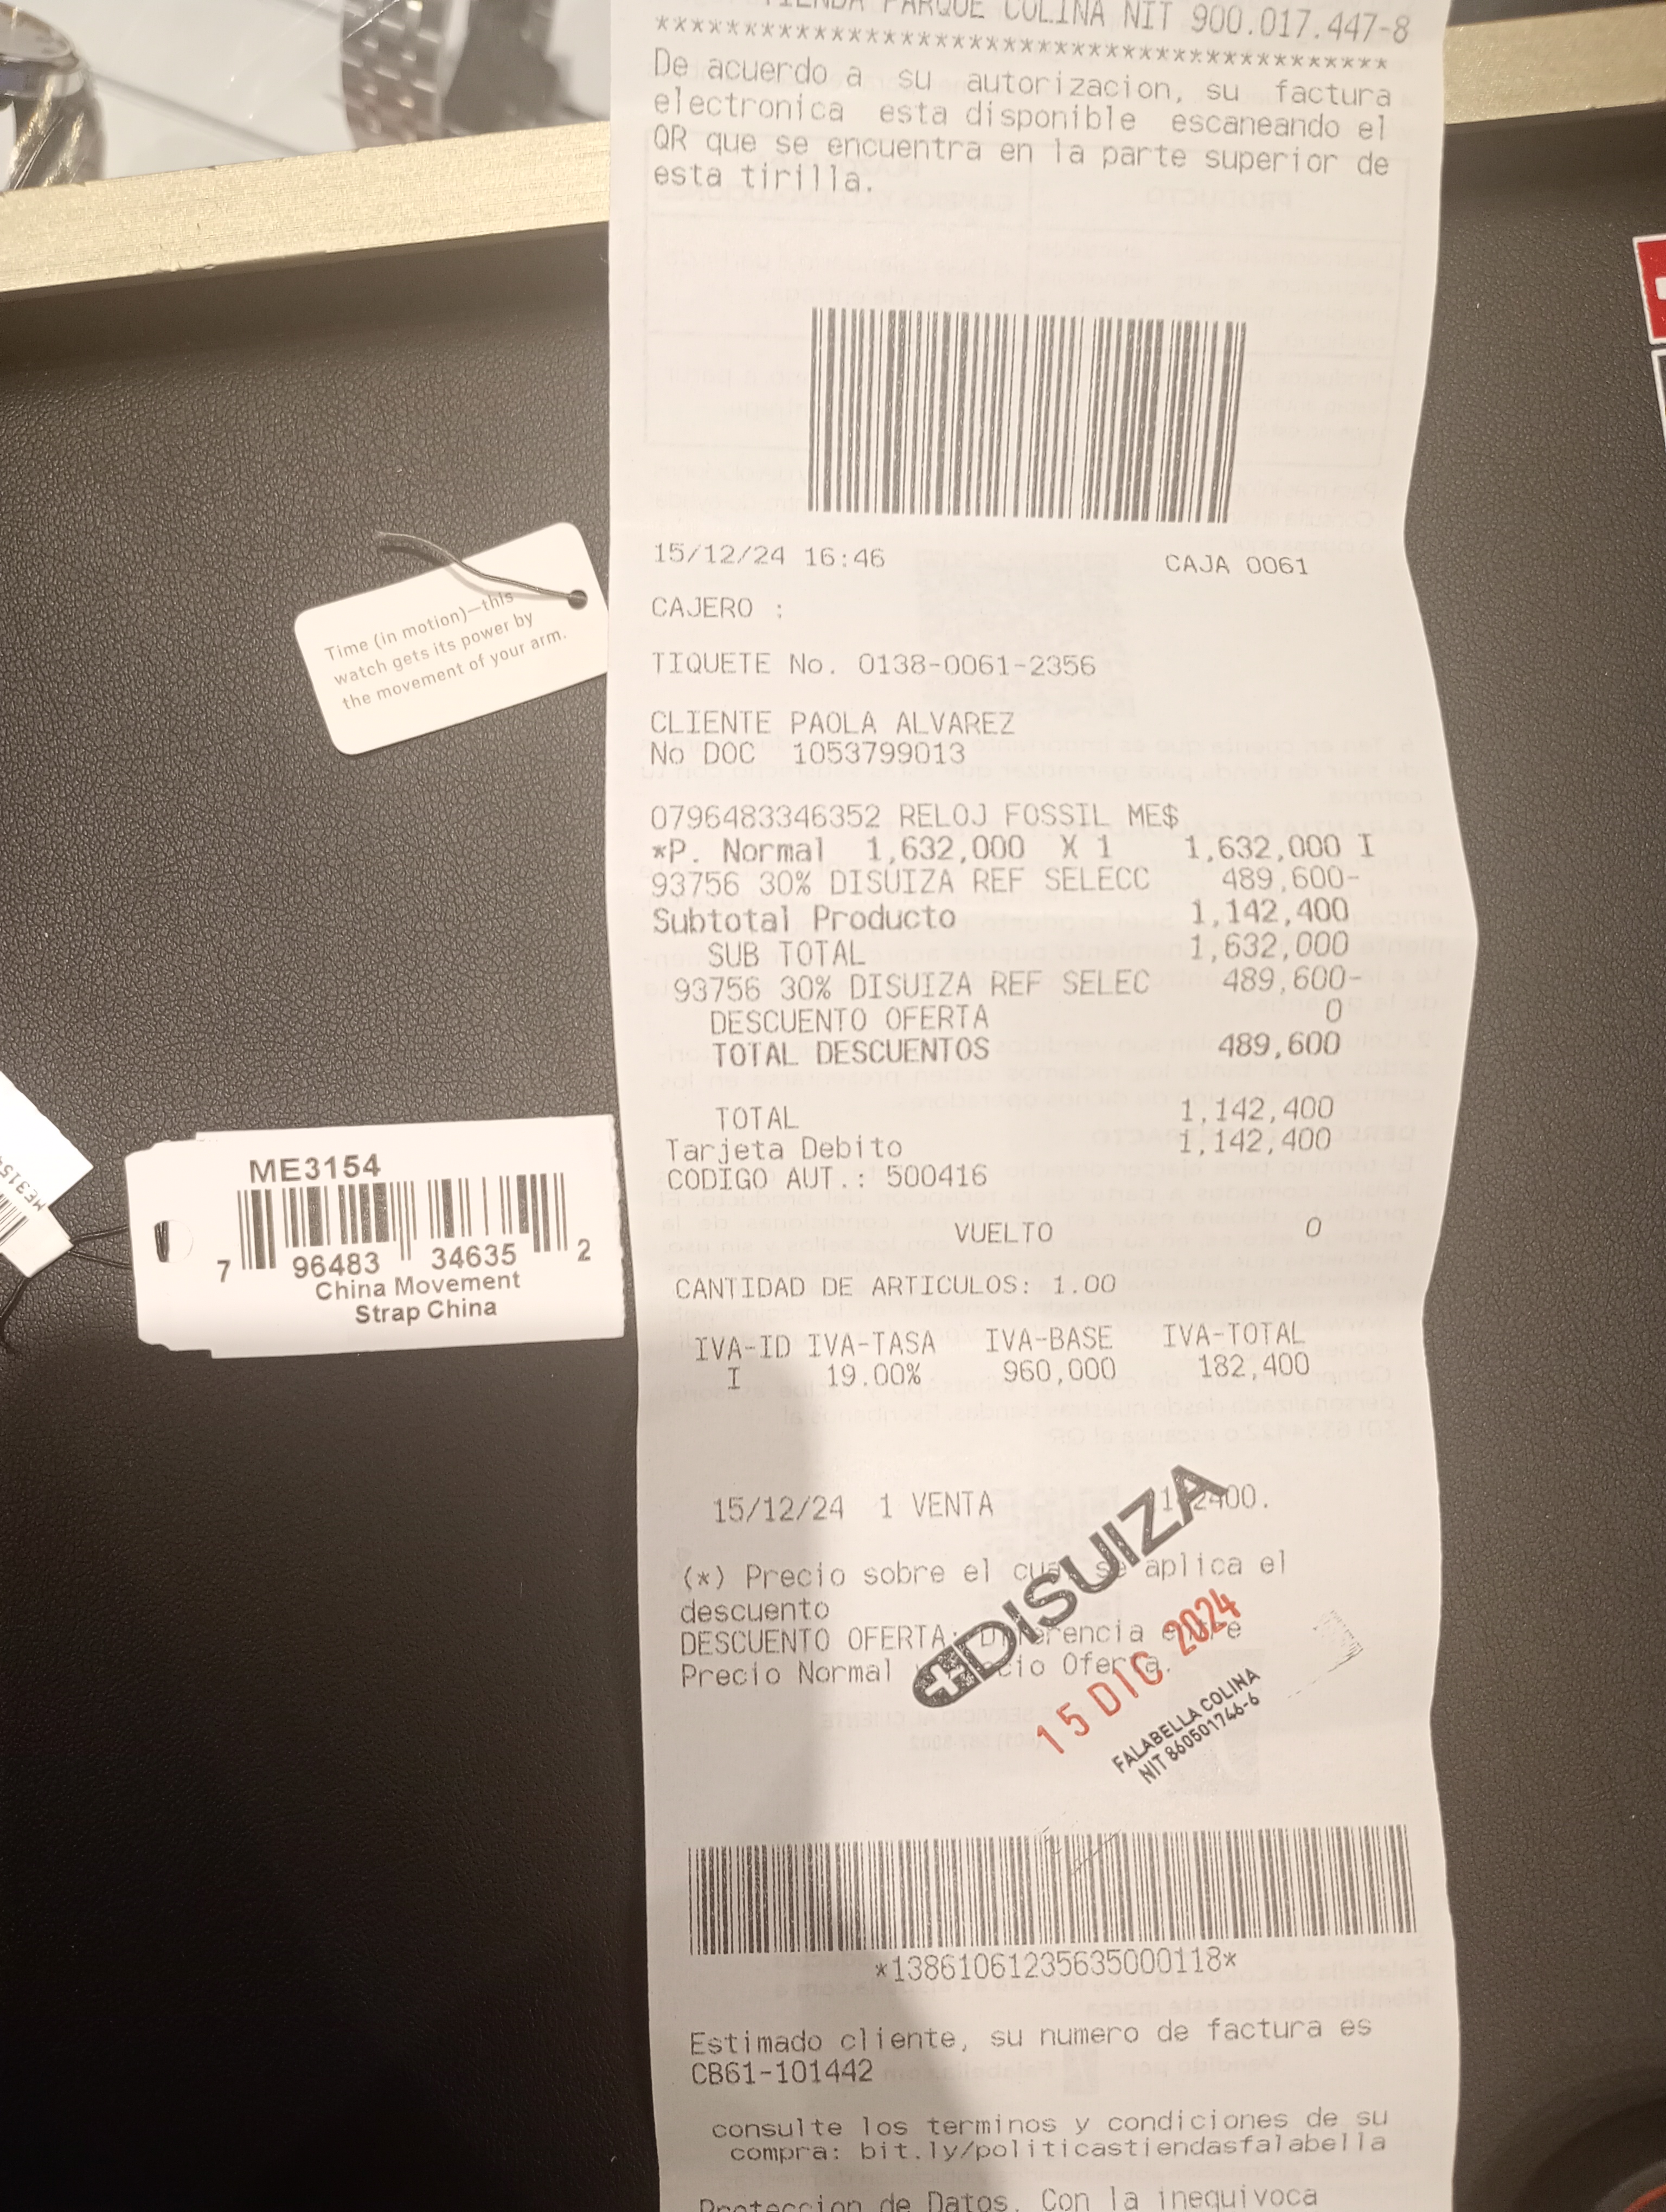 TIENDA PARQUE COLINA NIT 900.017.447-8
****************************************
De acuerdo a su autorizacion, su factura
electronica esta disponible escaneando el
QR que se encuentra en la parte superior de
esta tirilla.
15/12/24 16:46 CAJA 0061
CAJERO :
TIQUETE No. 0138-0061-2356
CLIENTE PAOLA ALVAREZ
No DOC 1053799013
0796483346352 RELOJ FOSSIL ME$
*P. Normal 1,632,000 X 1 1,632,000 I
93756 30% DISUIZA REF SELECC 489,600-
Subtotal Producto 1,142,400
SUB TOTAL 1,632,000
93756 30% DISUIZA REF SELEC 489,600-
DESCUENTO OFERTA 0
TOTAL DESCUENTOS 489,600
TOTAL 1,142,400
Tarjeta Debito 1,142,400
CODIGO AUT.: 500416
VUELTO 0
CANTIDAD DE ARTICULOS: 1.00
IVA-ID IVA-TASA IVA-BASE IVA-TOTAL
I 19.00% 960,000 182,400
15/12/24 1 VENTA
(*) Precio sobre el cual se aplica el
descuento
DESCUENTO OFERTA: Diferencia entre
Precio Normal Oferta.
DISUIZA
15 DIC 2024
FALABELLA COLINA
NIT 860501746-6
*13861061235635000118*
Estimado cliente, su numero de factura es
CB61-101442
consulte los terminos y condiciones de su
compra: bit.ly/politicastiendasfalabella
Proteccion de Datos. Con la inequivoca
Time (in motion)—this
watch gets its power by
the movement of your arm.
ME3154
7 96483 34635 2
China Movement
Strap China